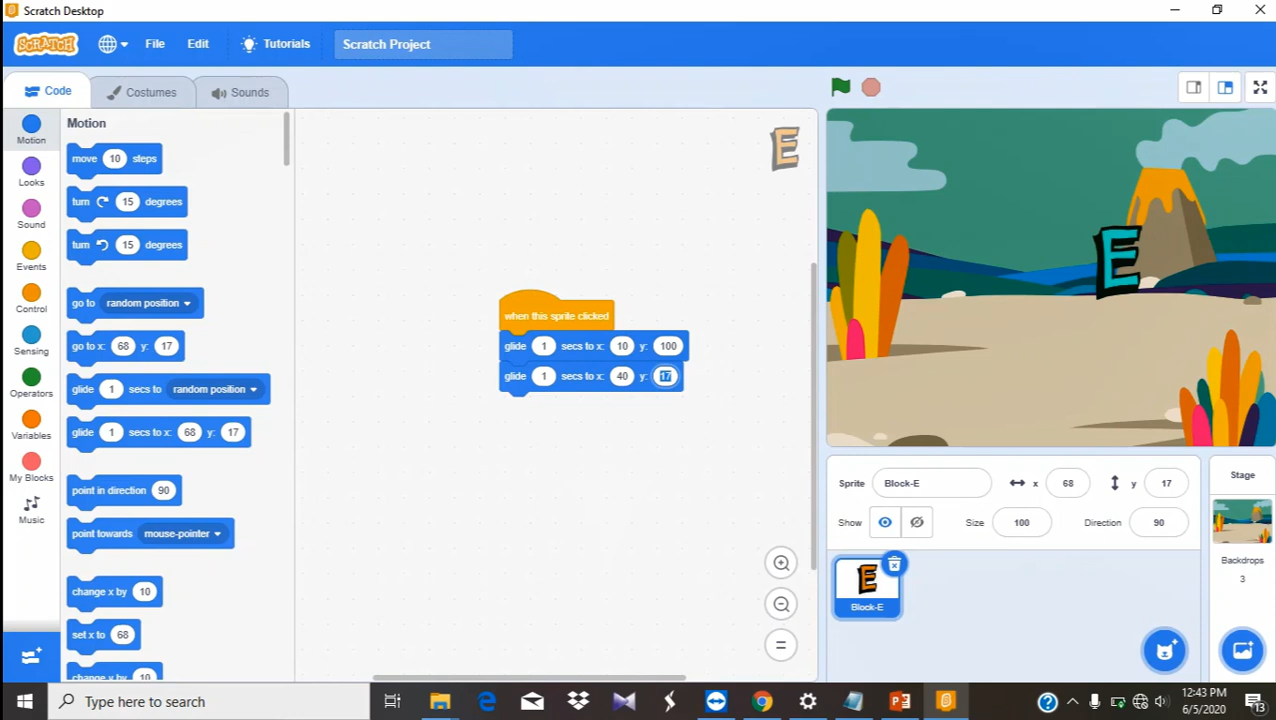 Scratch Desktop
SCRATCH
File
Edit
Tutorials
Scratch Project
Code
Costumes
Sounds
Motion
Looks
Sound
Events
Control
Sensing
Operators
Variables
My Blocks
Music
Motion
move 10 steps
turn 15 degrees
turn 15 degrees
go to random position
go to x: 68 y: 17
glide 1 secs to random position
glide 1 secs to x: 68 y: 17
point in direction 90
point towards mouse-pointer
change x by 10
set x to 68
change y by 10
when this sprite clicked
glide 1 secs to x: 10 y: 100
glide 1 secs to x: 40 y: 17
E
E
Sprite Block-E x 68 y 17
Show Size 100 Direction 90
E
Block-E
Stage
Backdrops
3
Type here to search
12:43 PM
6/5/2020
13